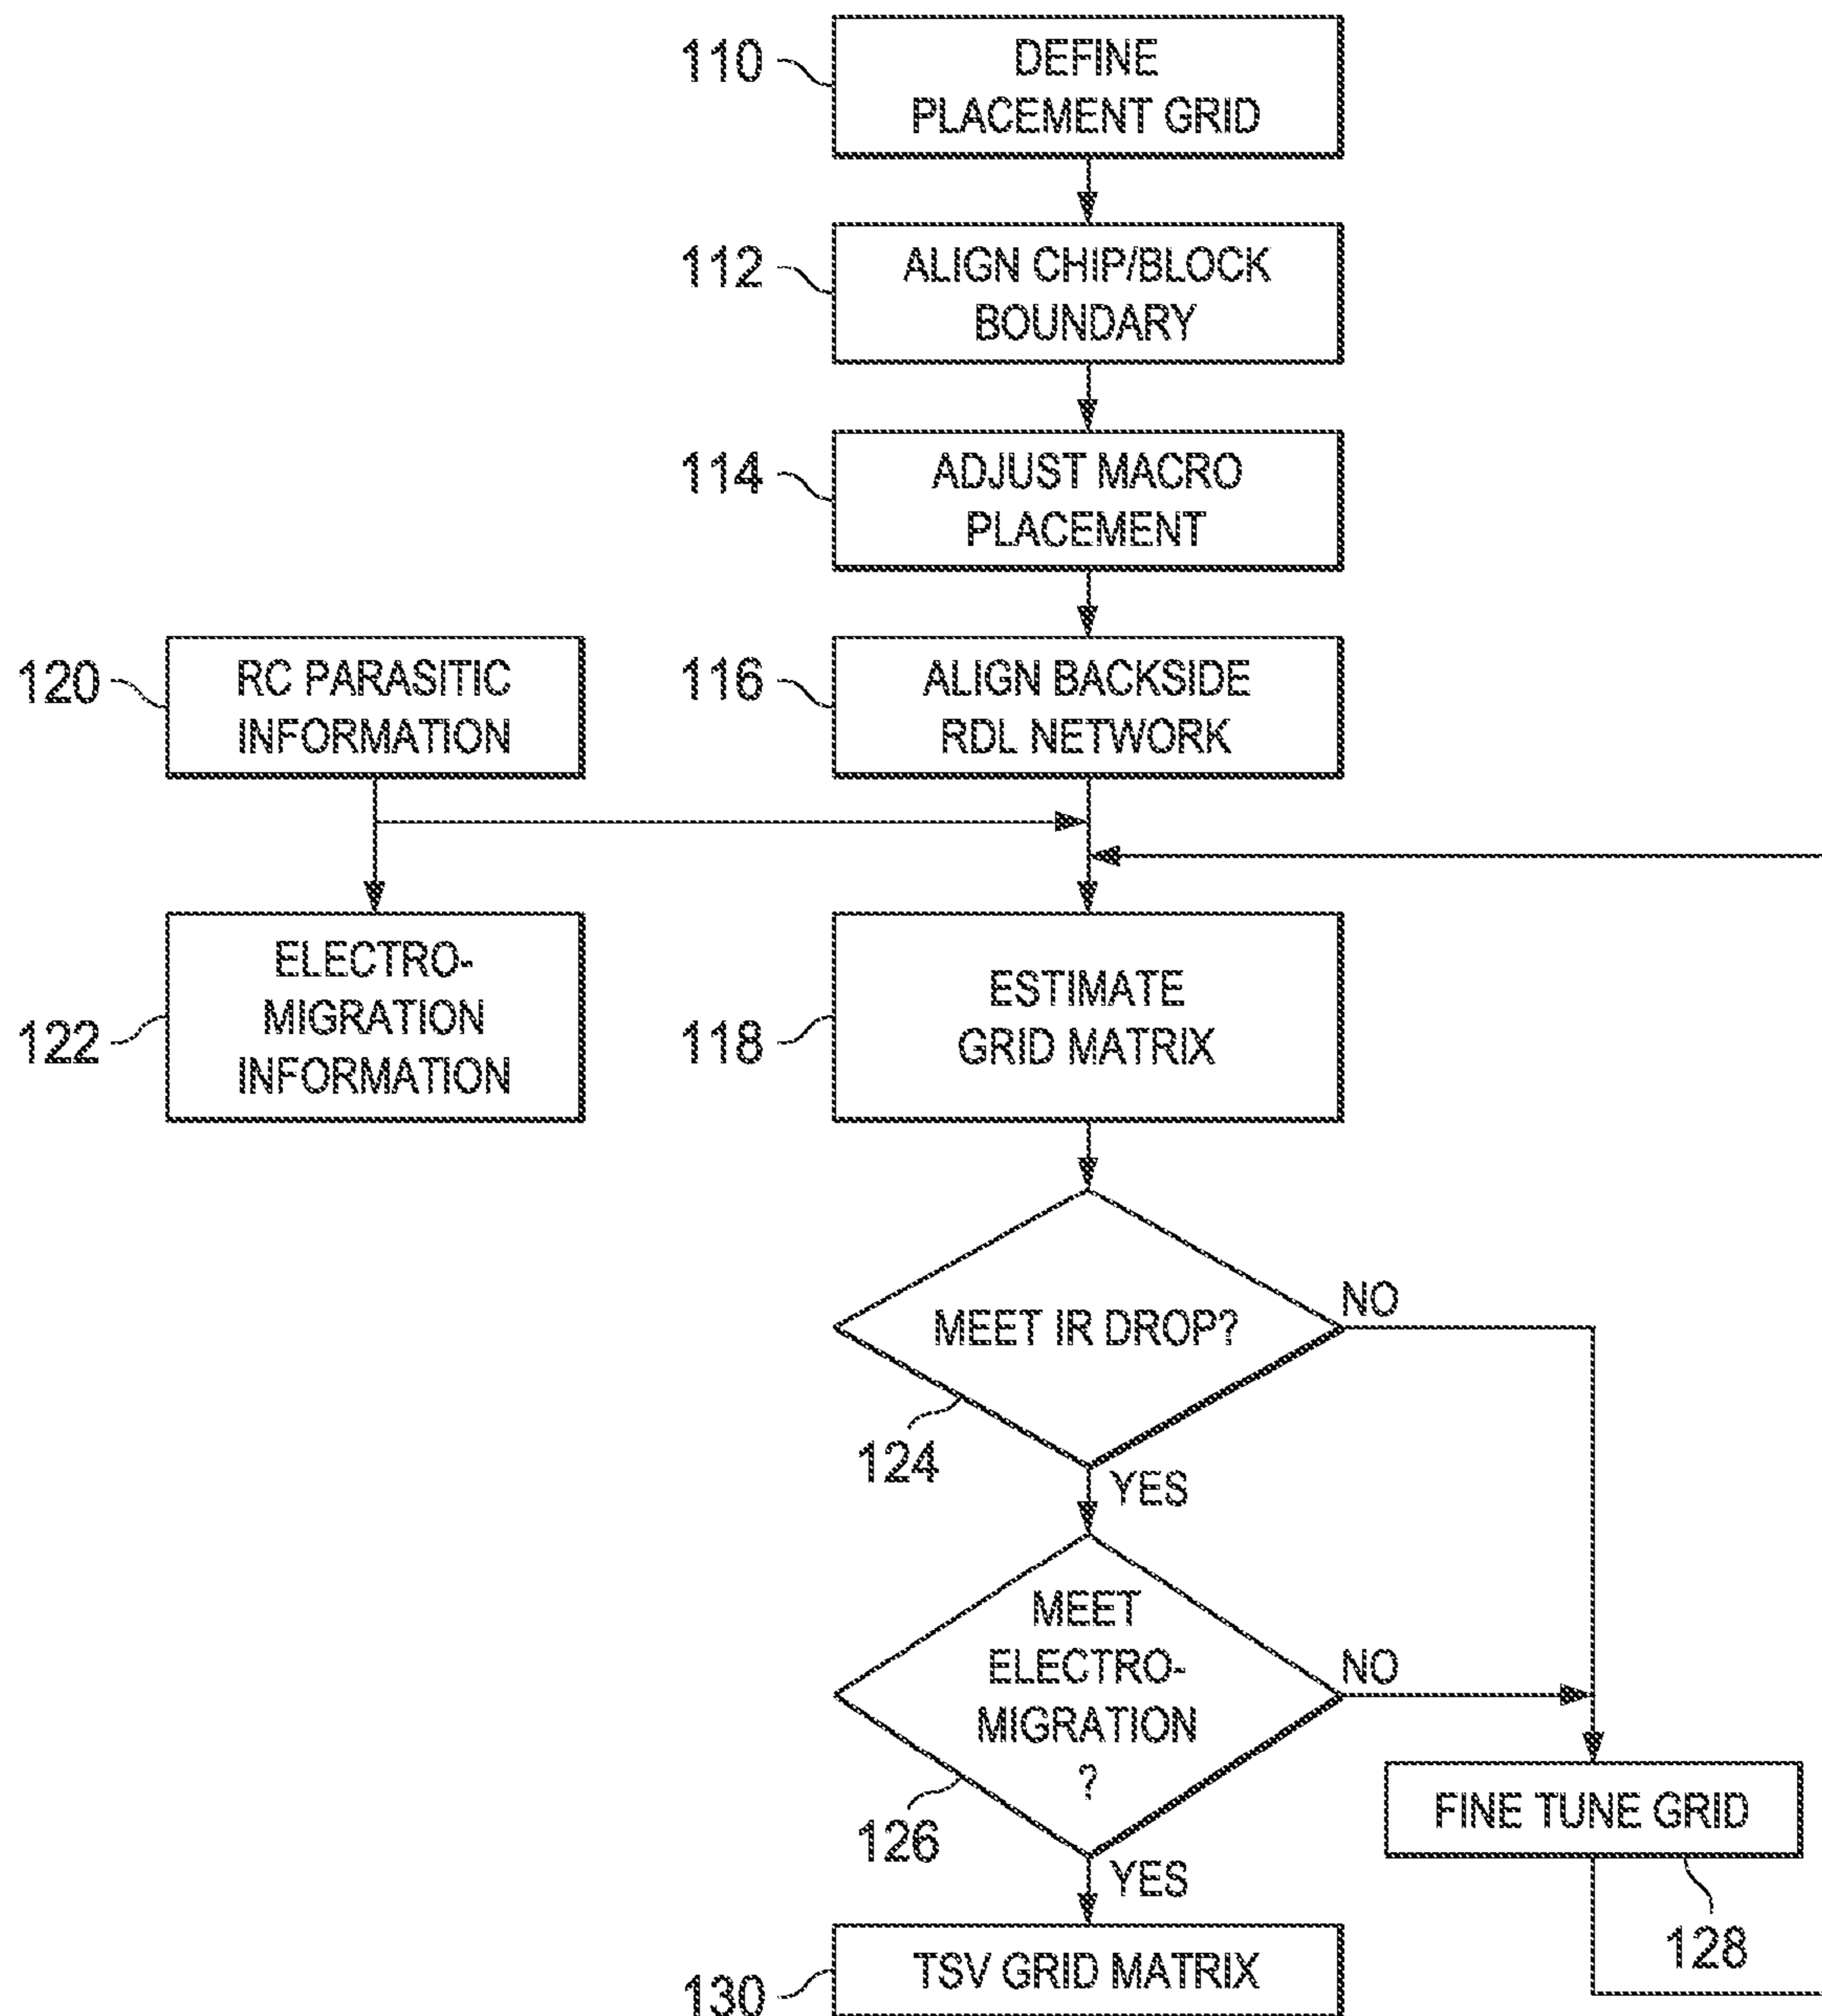 110
DEFINE
PLACEMENT GRID
112
ALIGN CHIP/BLOCK
BOUNDARY
114
ADJUST MACRO
PLACEMENT
120
RC PARASITIC
INFORMATION
116
ALIGN BACKSIDE
RDL NETWORK
122
ELECTRO-
MIGRATION
INFORMATION
118
ESTIMATE
GRID MATRIX
MEET IR DROP?
NO
124
YES
MEET
ELECTRO-
MIGRATION
?
NO
126
YES
FINE TUNE GRID
128
130
TSV GRID MATRIX